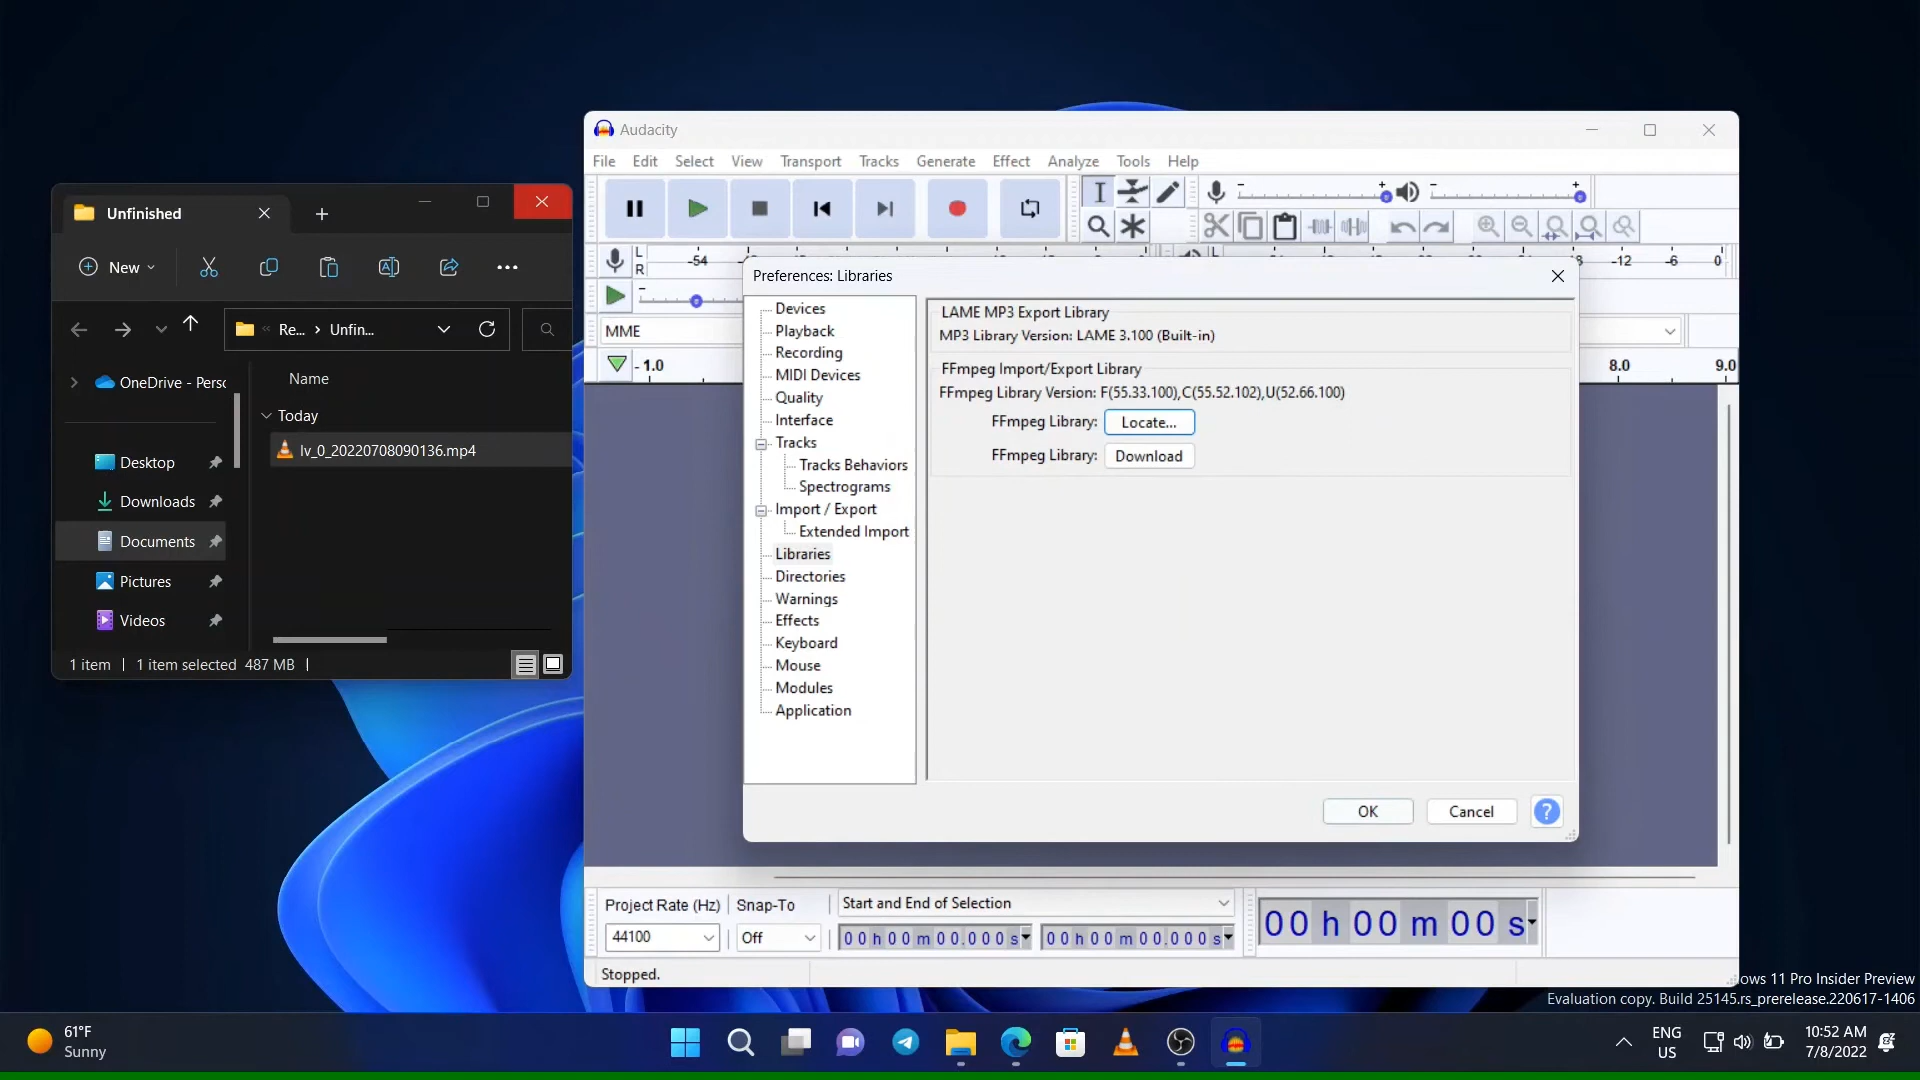 Unfinished
New
Re... > Unfin...
OneDrive - Persc
Name
Today
lv_0_20220708090136.mp4
Desktop
Downloads
Documents
Pictures
Videos
1 item | 1 item selected 487 MB |
Audacity
File Edit Select View Transport Tracks Generate Effect Analyze Tools Help
L
R
-54
L
-12 -6 0
MME
-1.0
8.0 9.0
Preferences: Libraries
Devices
Playback
Recording
MIDI Devices
Quality
Interface
Tracks
Tracks Behaviors
Spectrograms
Import / Export
Extended Import
Libraries
Directories
Warnings
Effects
Keyboard
Mouse
Modules
Application
LAME MP3 Export Library
MP3 Library Version: LAME 3.100 (Built-in)
FFmpeg Import/Export Library
FFmpeg Library Version: F(55.33.100),C(55.52.102),U(52.66.100)
FFmpeg Library: Locate...
FFmpeg Library: Download
OK Cancel ?
Project Rate (Hz) Snap-To Start and End of Selection
44100 Off 00 h 00 m 00.000 s 00 h 00 m 00.000 s
00 h 00 m 00 s
Stopped.
ows 11 Pro Insider Preview
Evaluation copy. Build 25145.rs_prerelease.220617-1406
61°F
Sunny
ENG
US
10:52 AM
7/8/2022